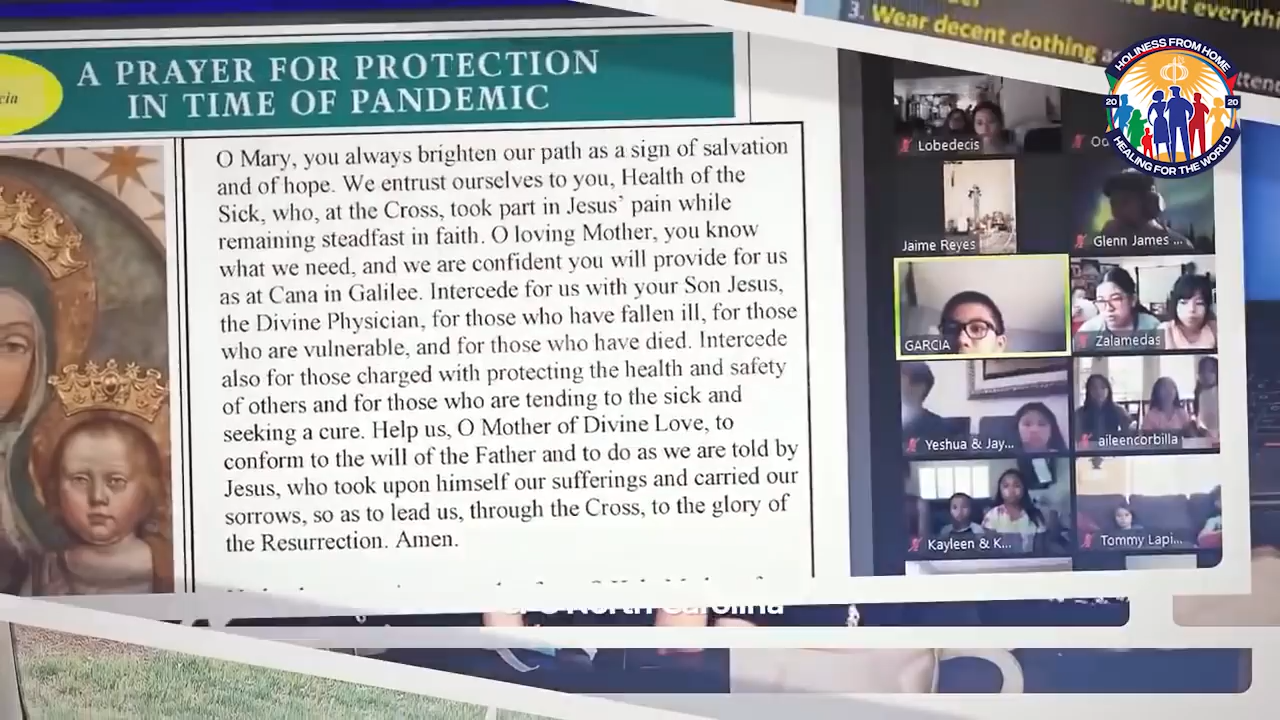 put everythi
3. Wear decent clothing as
ttend
HOLINESS FROM HOME
20 20
HEALING FOR THE WORLD
cia
A PRAYER FOR PROTECTION
IN TIME OF PANDEMIC
O Mary, you always brighten our path as a sign of salvation
and of hope. We entrust ourselves to you, Health of the
Sick, who, at the Cross, took part in Jesus’ pain while
remaining steadfast in faith. O loving Mother, you know
what we need, and we are confident you will provide for us
as at Cana in Galilee. Intercede for us with your Son Jesus,
the Divine Physician, for those who have fallen ill, for those
who are vulnerable, and for those who have died. Intercede
also for those charged with protecting the health and safety
of others and for those who are tending to the sick and
seeking a cure. Help us, O Mother of Divine Love, to
conform to the will of the Father and to do as we are told by
Jesus, who took upon himself our sufferings and carried our
sorrows, so as to lead us, through the Cross, to the glory of
the Resurrection. Amen.
Lobedecis
Jaime Reyes
Glenn James ...
GARCIA
Zalamedas
Yeshua & Jay...
aileencorbilla
Kayleen & K...
Tommy Lapi...
North Carolina